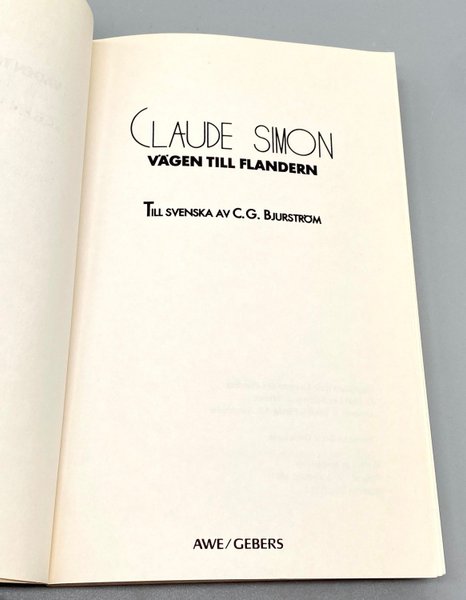 CLAUDE SIMON
VÄGEN TILL FLANDERN
TILL SVENSKA AV C.G. BJURSTRÖM
AWE/GEBERS